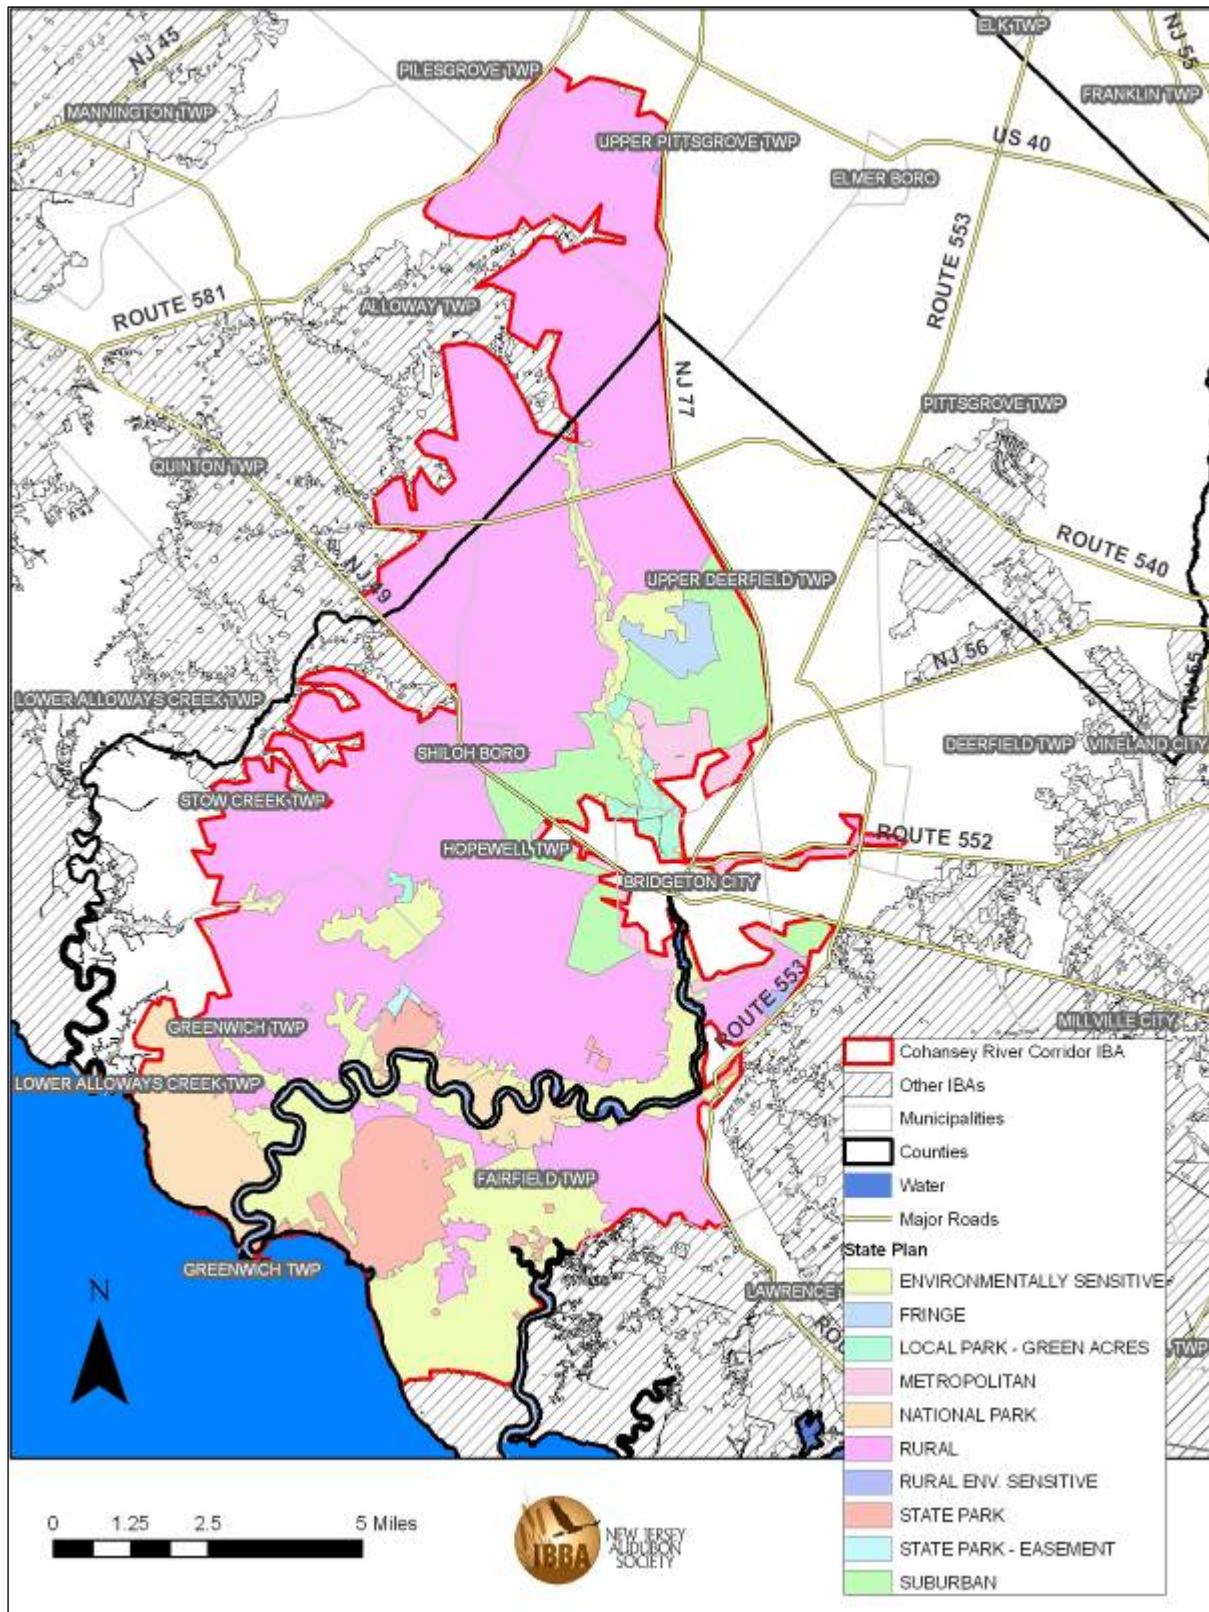 ELK TWP
NJ 45
NJ 55
PILESGROVE TWP
FRANKLIN TWP
MANNINGTON TWP
UPPER PITTSGROVE TWP
US 40
ELMER BORO
ROUTE 553
ROUTE 581
ALLOWAY TWP
NJ 77
PITTSGROVE TWP
QUINTON TWP
ROUTE 540
NJ 49
UPPER DEERFIELD TWP
NJ 56
NJ 55
LOWER ALLOWAYS CREEK TWP
SHILOH BORO
DEERFIELD TWP
VINELAND CITY
STOW CREEK TWP
HOPEWELL TWP
ROUTE 552
BRIDGETON CITY
ROUTE 553
GREENWICH TWP
MILLVILLE CITY
LOWER ALLOWAYS CREEK TWP
FAIRFIELD TWP
GREENWICH TWP
LAWRENCE
TWP
N
Cohansey River Corridor IBA
Other IBAs
Municipalities
Counties
Water
Major Roads
State Plan
ENVIRONMENTALLY SENSITIVE
FRINGE
LOCAL PARK - GREEN ACRES
METROPOLITAN
NATIONAL PARK
RURAL
RURAL ENV. SENSITIVE
STATE PARK
STATE PARK - EASEMENT
SUBURBAN
0 1.25 2.5 5 Miles
IBBA
NEW JERSEY
AUDUBON
SOCIETY